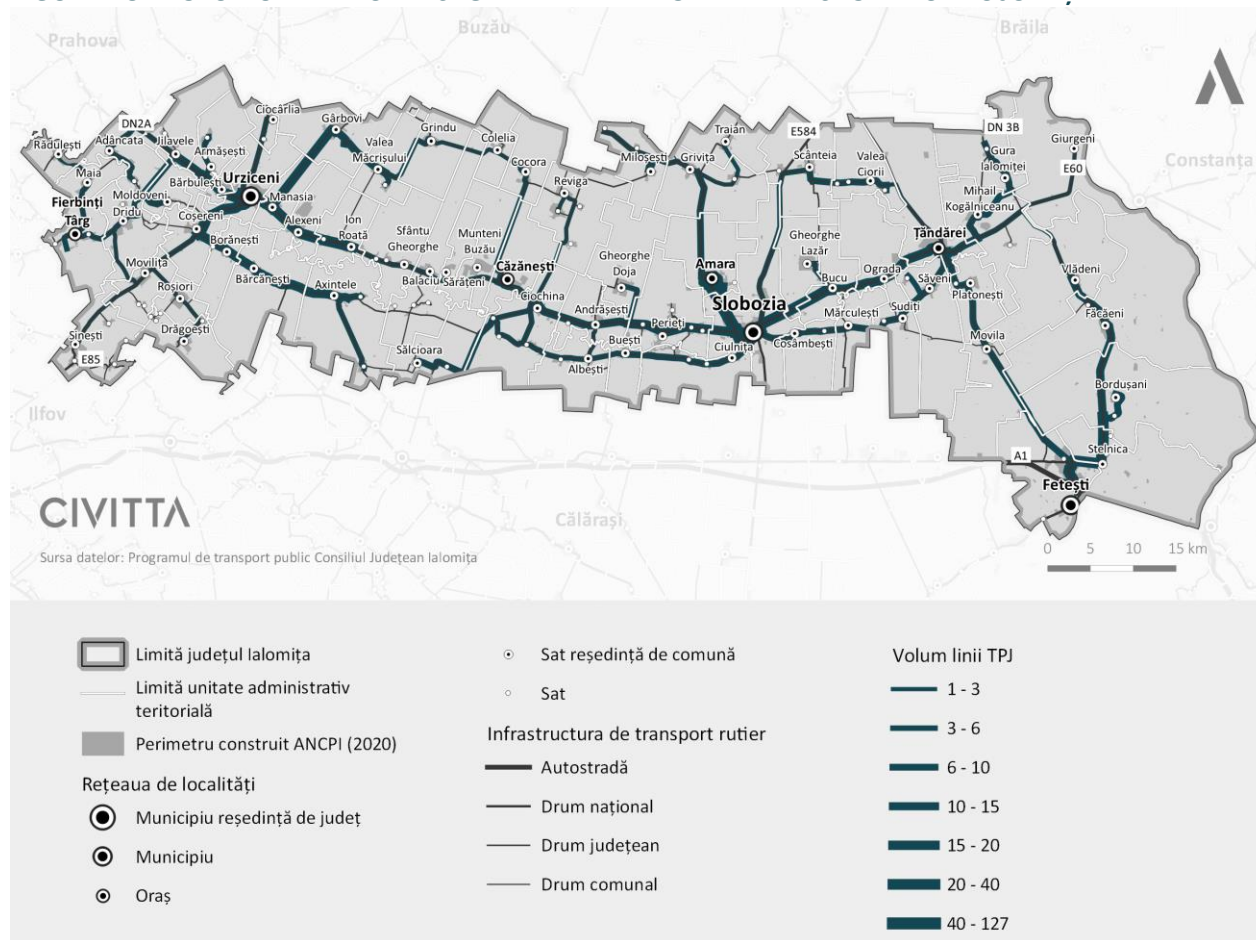 Prahova
Buzău
Brăila
Constanța
Ilfov
Călărași
DN2A
Rădulești
Adâncata
Jilavele
Armășești
Ciocârlia
Gârbovi
Valea
Măcrișului
Grindu
Colelia
Cocora
Reviga
Miloșești
Grivița
Traian
E584
Scânteia
Valea
Ciorii
DN 3B
Gura
Ialomiței
Giurgeni
E60
Mihail
Kogălniceanu
Maia
Fierbinți
Târg
Moldoveni
Dridu
Bărbulești
Urziceni
Manasia
Coșereni
Alexeni
Ion
Roată
Sfântu
Gheorghe
Munteni
Buzău
Borănești
Bărcănești
Axintele
Balaciu
Sărățeni
Căzănești
Ciochina
Gheorghe
Doja
Andrășești
Perieți
Buești
Albești
Amara
Slobozia
Ciulnița
Cosâmbești
Gheorghe
Lazăr
Bucu
Ograda
Mărculești
Țăndărei
Săveni
Sudiți
Platonești
Movila
Vlădeni
Făcăeni
Bordușani
Stelnica
A1
Fetești
Movilița
Roșiori
Drăgoești
Sinești
E85
Sălcioara
CIVITTA
Sursa datelor: Programul de transport public Consiliul Județean Ialomița
0 5 10 15 km
Limită județul Ialomița
Limită unitate administrativ
teritorială
Perimetru construit ANCPI (2020)
Rețeaua de localități
Municipiu reședință de județ
Municipiu
Oraș
Sat reședință de comună
Sat
Infrastructura de transport rutier
Autostradă
Drum național
Drum județean
Drum comunal
Volum linii TPJ
1 - 3
3 - 6
6 - 10
10 - 15
15 - 20
20 - 40
40 - 127